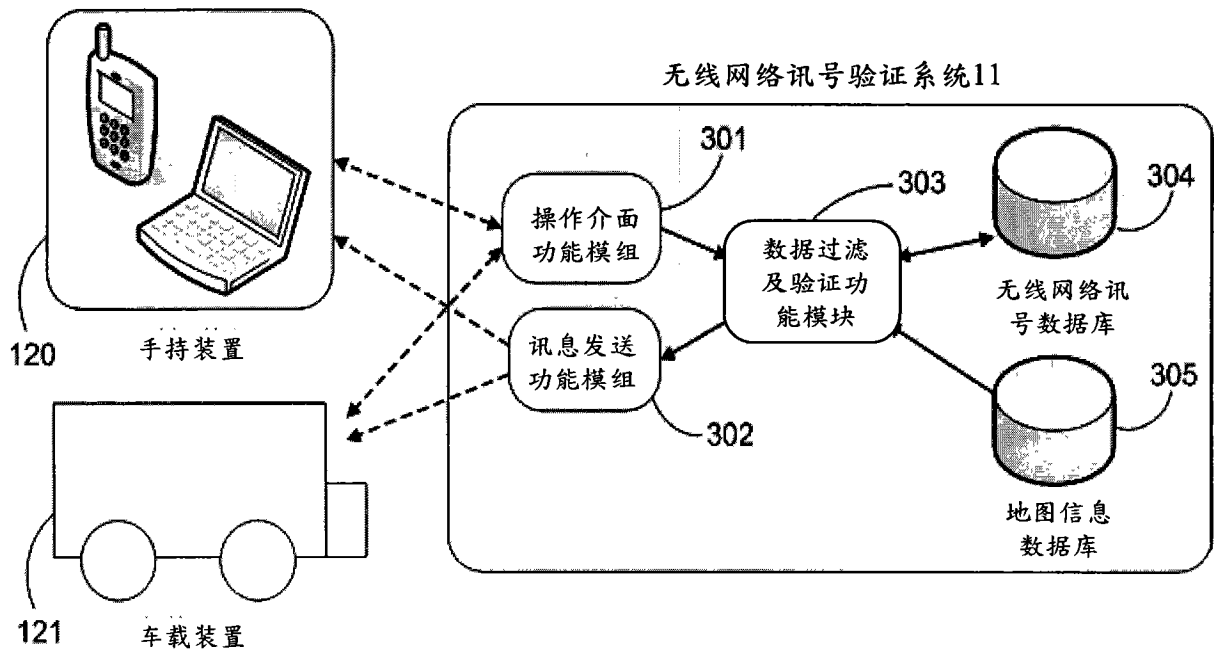 无线网络讯号验证系统11
301
303
304
操作介面
功能模组
数据过滤
及验证功
能模块
无线网络讯
号数据库
120
手持装置
讯息发送
功能模组
302
305
地图信息
数据库
121
车载装置